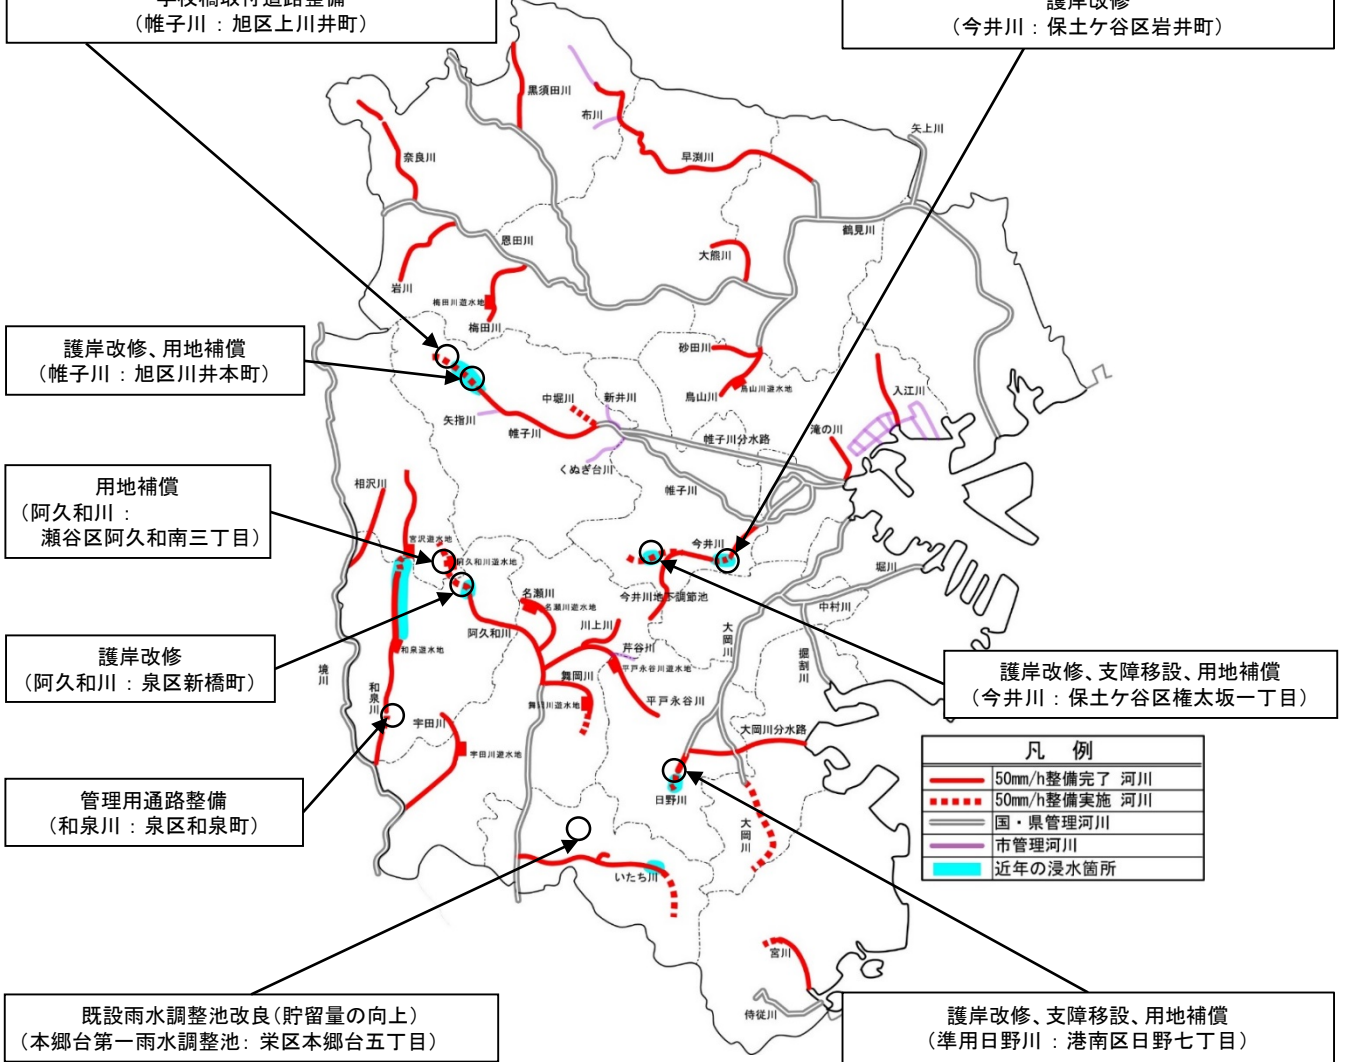 学校橋取付道路整備
(帷子川：旭区上川井町)
護岸改修
(今井川：保土ケ谷区岩井町)
黒須田川
布川
矢上川
奈良川
早渕川
鶴見川
恩田川
大熊川
岩川
梅田川遊水地
梅田川
護岸改修、用地補償
(帷子川：旭区川井本町)
砂田川
鳥山川遊水地
鳥山川
入江川
中堀川
新井川
矢指川
帷子川
帷子川分水路
滝の川
くぬぎ台川
帷子川
用地補償
(阿久和川：
瀬谷区阿久和南三丁目)
相沢川
宮沢遊水地
阿久和川遊水地
今井川
堀川
今井川地下調節池
中村川
名瀬川
名瀬川遊水地
阿久和川
川上川
大岡川
芹谷川
平戸永谷川遊水地
掘割川
護岸改修
(阿久和川：泉区新橋町)
和泉遊水地
境川
和泉川
舞岡川
舞岡川遊水地
平戸永谷川
護岸改修、支障移設、用地補償
(今井川：保土ケ谷区権太坂一丁目)
宇田川
宇田川遊水地
大岡川分水路
凡　例
50mm/h整備完了 河川
50mm/h整備実施 河川
国・県管理河川
市管理河川
近年の浸水箇所
管理用通路整備
(和泉川：泉区和泉町)
日野川
大岡川
いたち川
宮川
侍従川
既設雨水調整池改良(貯留量の向上)
(本郷台第一雨水調整池：栄区本郷台五丁目)
護岸改修、支障移設、用地補償
(準用日野川：港南区日野七丁目)